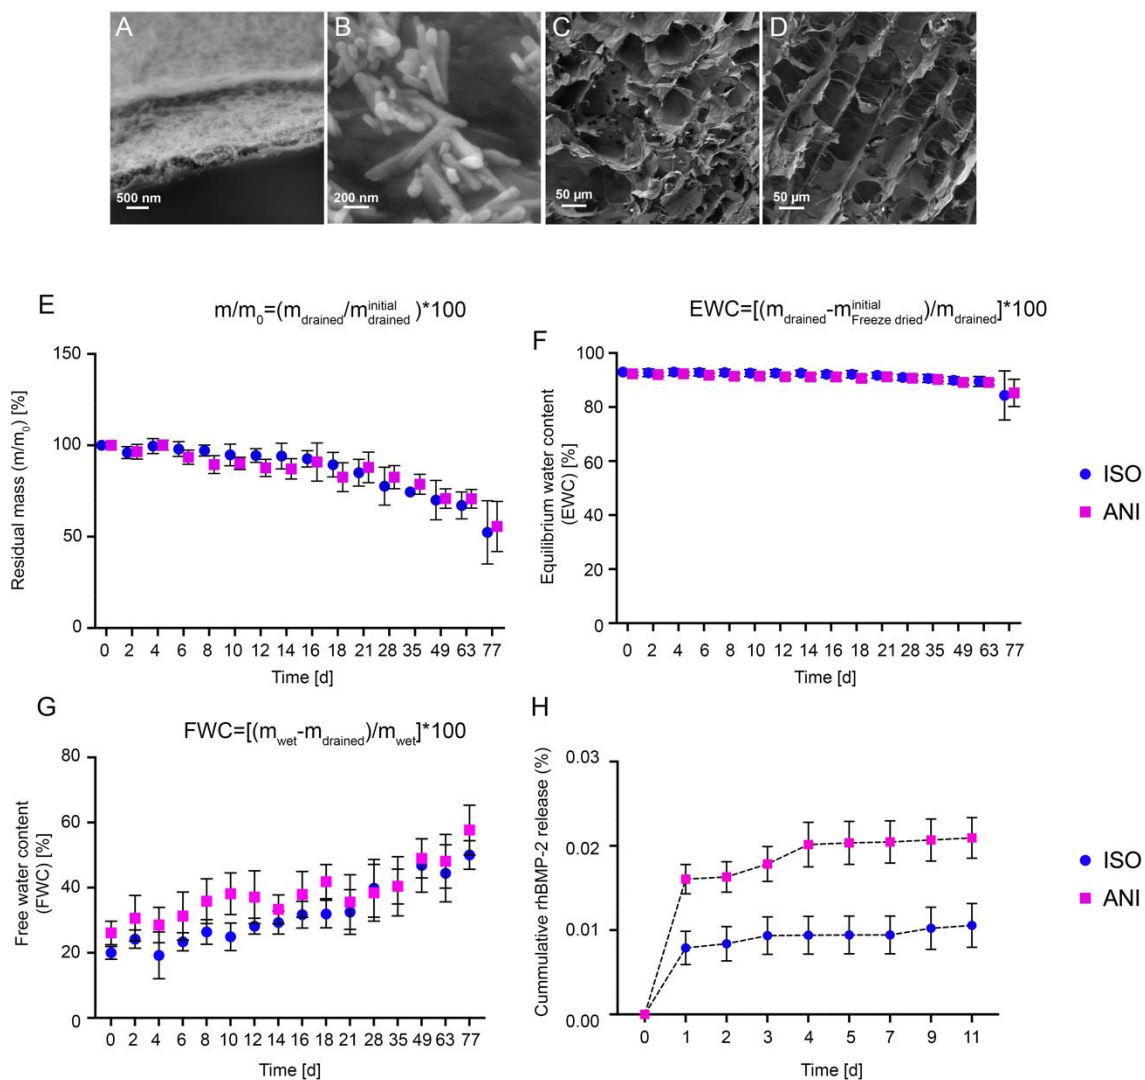 A
B
C
D
500 nm
200 nm
50 µm
50 µm
E
m/m0=(mdrained/minitialdrained)*100
150
100
50
0
Residual mass (m/m0) [%]
0 2 4 6 8 10 12 14 16 18 21 28 35 49 63 77
Time [d]
F
EWC=[(mdrained-minitialFreeze dried)/mdrained]*100
100
80
60
40
20
0
Equilibrium water content
(EWC) [%]
0 2 4 6 8 10 12 14 16 18 21 28 35 49 63 77
Time [d]
ISO
ANI
G
FWC=[(mwet-mdrained)/mwet]*100
80
60
40
20
0
Free water content
(FWC) [%]
0 2 4 6 8 10 12 14 16 18 21 28 35 49 63 77
Time [d]
H
0.03
0.02
0.01
0.00
Cummulative rhBMP-2 release (%)
0 1 2 3 4 5 7 9 11
Time [d]
ISO
ANI